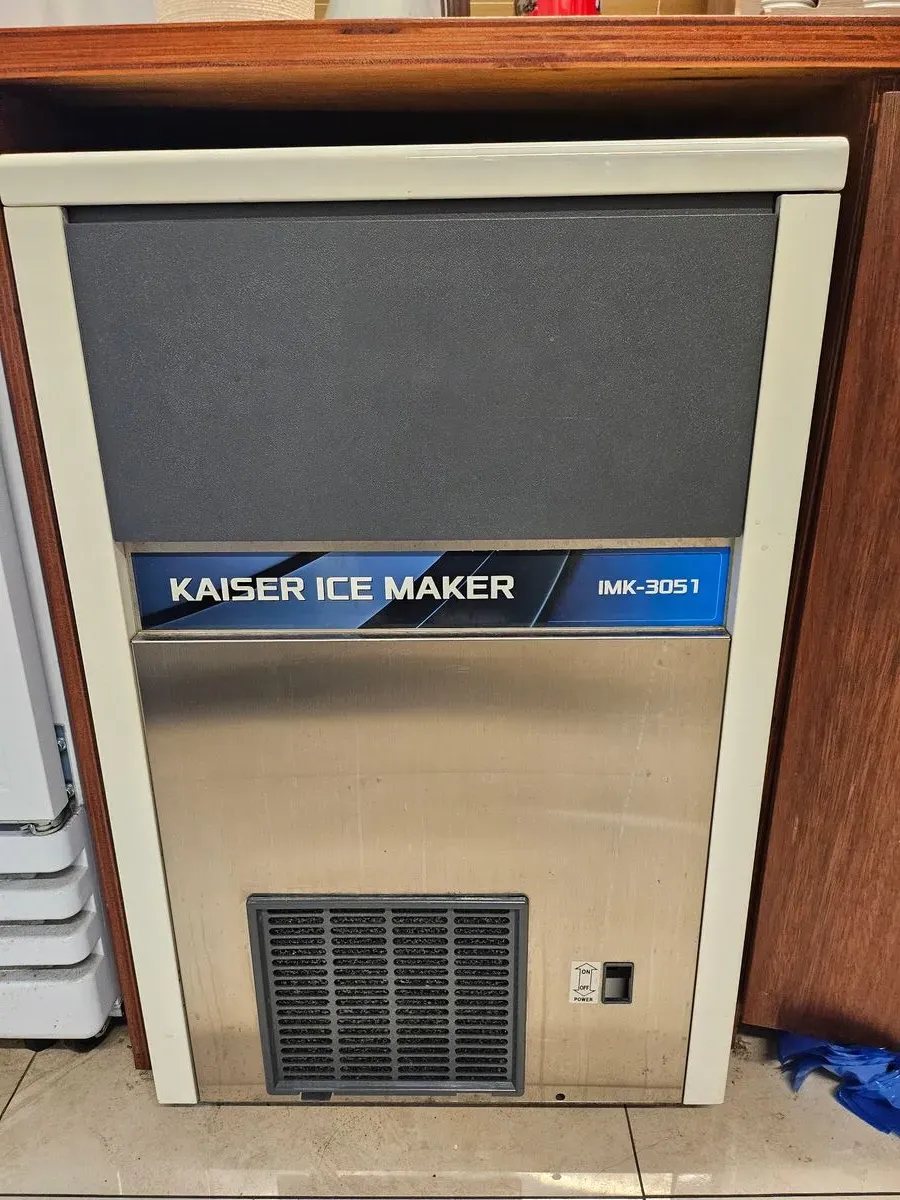 KAISER ICE MAKER IMK-3051
ON
OFF
POWER